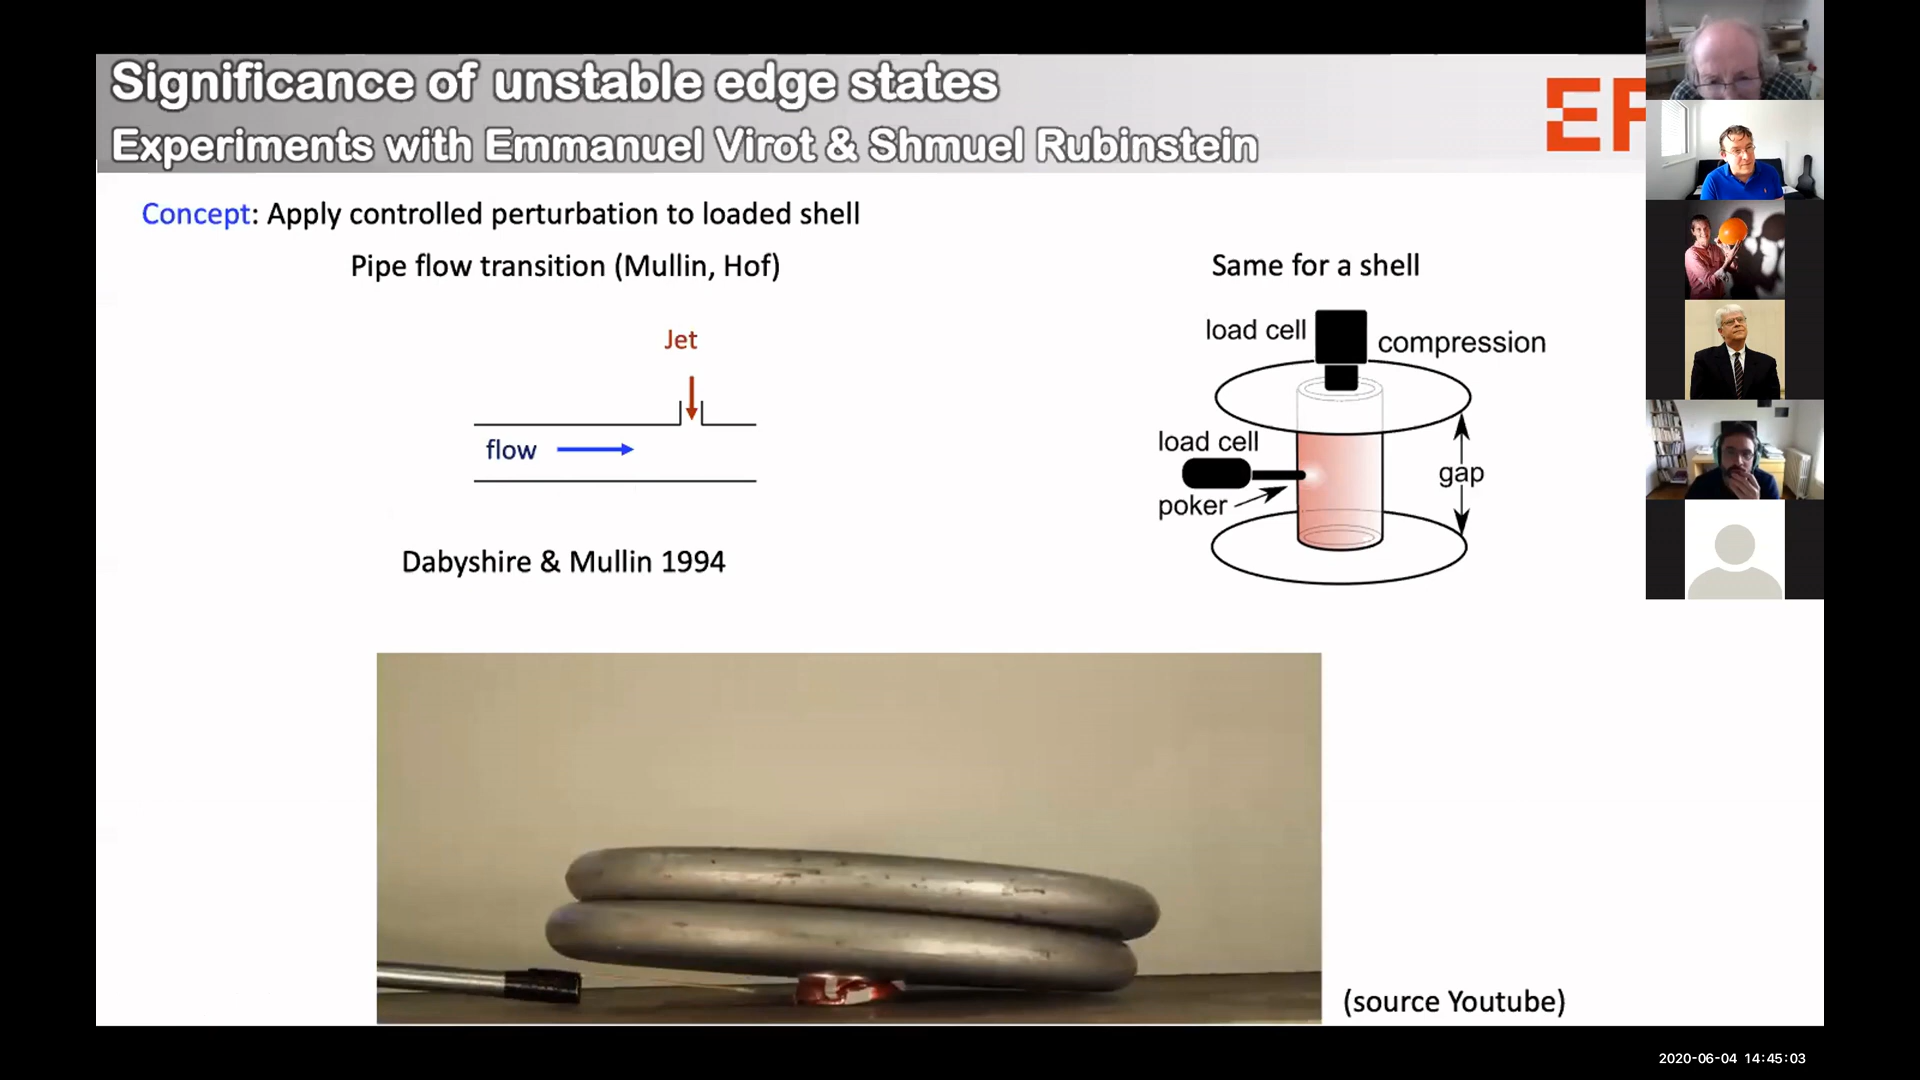 Significance of unstable edge states
Experiments with Emmanuel Virot & Shmuel Rubinstein
EP
Concept: Apply controlled perturbation to loaded shell
Pipe flow transition (Mullin, Hof)
Same for a shell
Jet
flow
Dabyshire & Mullin 1994
load cell
compression
load cell
gap
poker
(source Youtube)
2020-06-04 14:45:03